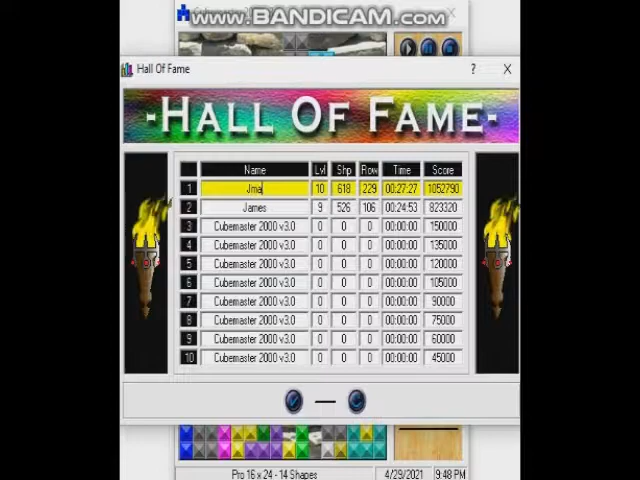 www.BANDICAM.com
Hall Of Fame ? X
-HALL OF FAME-
Name Lvl Shp Row Time Score
1 Jma 10 618 229 00:27:27 1052790
2 James 9 526 106 00:24:53 823320
3 Cubemaster 2000 v3.0 0 0 0 00:00:00 150000
4 Cubemaster 2000 v3.0 0 0 0 00:00:00 135000
5 Cubemaster 2000 v3.0 0 0 0 00:00:00 120000
6 Cubemaster 2000 v3.0 0 0 0 00:00:00 105000
7 Cubemaster 2000 v3.0 0 0 0 00:00:00 90000
8 Cubemaster 2000 v3.0 0 0 0 00:00:00 75000
9 Cubemaster 2000 v3.0 0 0 0 00:00:00 60000
10 Cubemaster 2000 v3.0 0 0 0 00:00:00 45000
Pro 16 x 24 - 14 Shapes 4/29/2021 9:48 PM